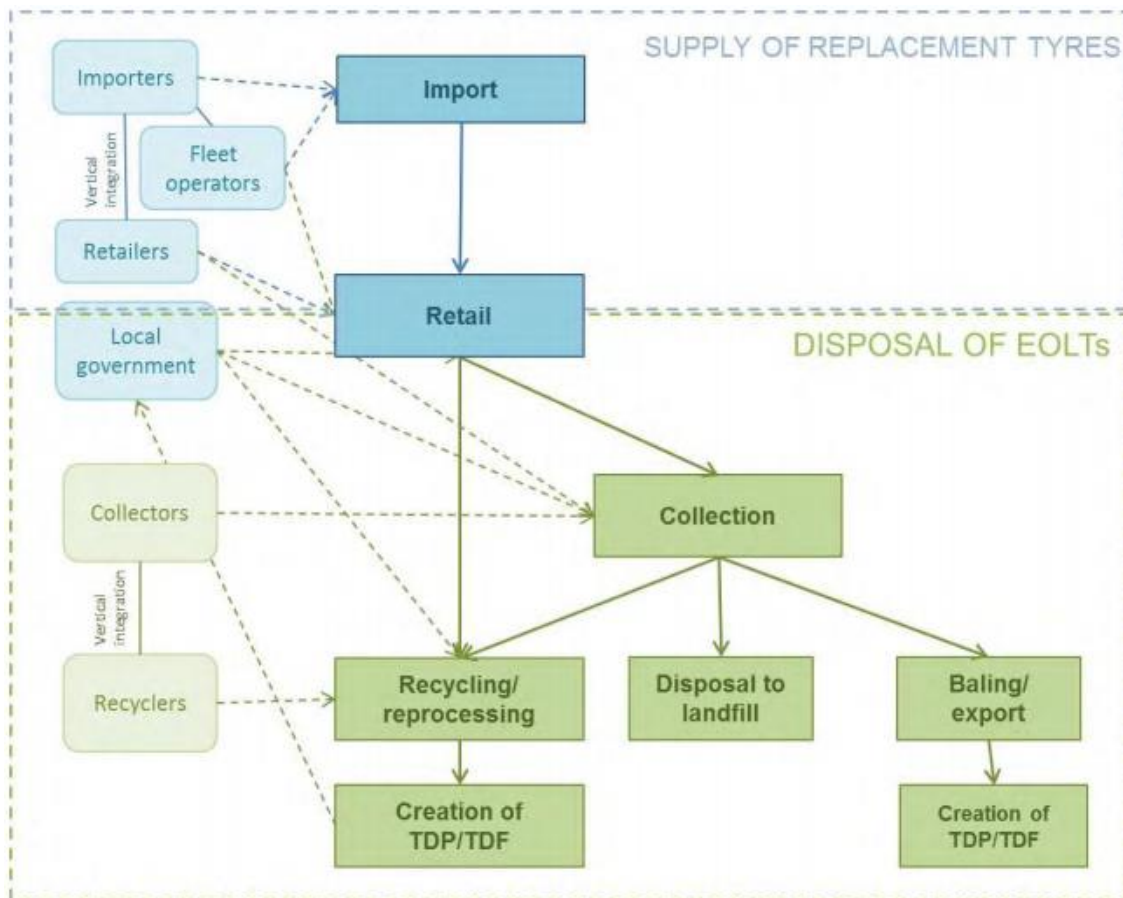 SUPPLY OF REPLACEMENT TYRES
Importers
Import
Fleet
operators
Vertical
integration
Retailers
Retail
Local
government
DISPOSAL OF EOLTs
Collectors
Collection
Vertical
integration
Recyclers
Recycling/
reprocessing
Disposal to
landfill
Baling/
export
Creation of
TDP/TDF
Creation of
TDP/TDF